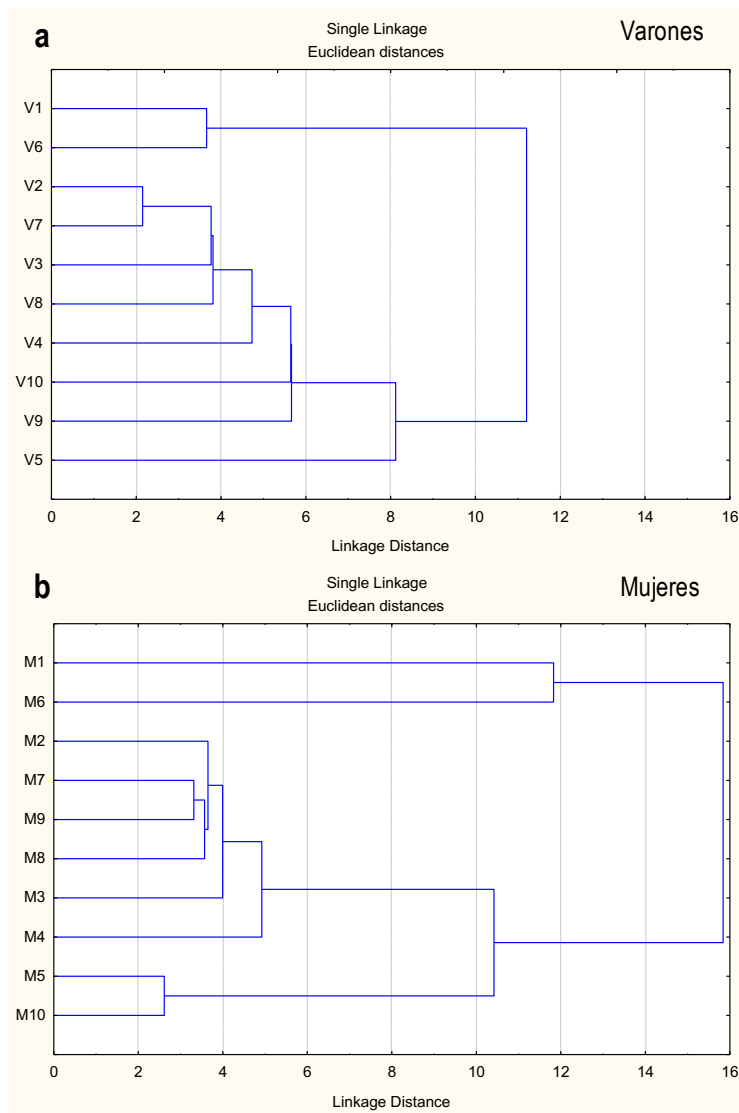 a
Single Linkage
Varones
Euclidean distances
V1
V6
V2
V7
V3
V8
V4
V10
V9
V5
0 2 4 6 8 10 12 14 16
Linkage Distance
b
Single Linkage
Mujeres
Euclidean distances
M1
M6
M2
M7
M9
M8
M3
M4
M5
M10
0 2 4 6 8 10 12 14 16
Linkage Distance